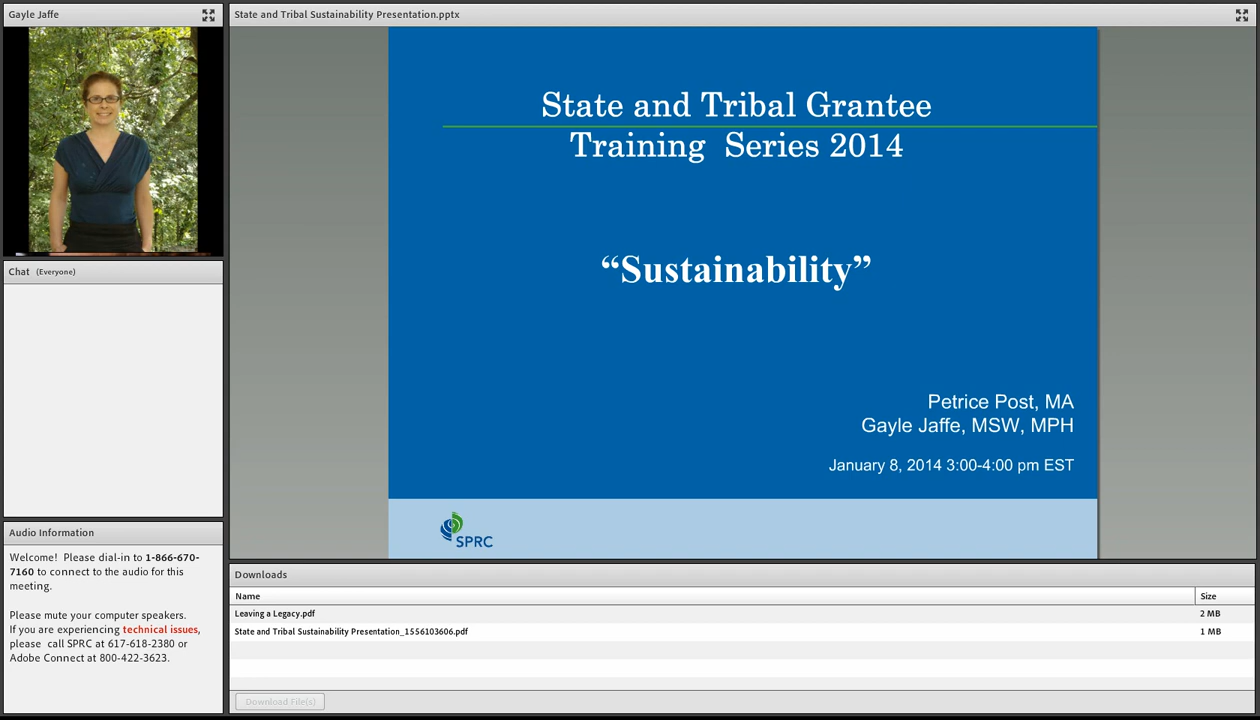 Gayle Jaffe
State and Tribal Sustainability Presentation.pptx
State and Tribal Grantee
Training Series 2014
“Sustainability”
Petrice Post, MA
Gayle Jaffe, MSW, MPH
January 8, 2014 3:00-4:00 pm EST
SPRC
Chat (Everyone)
Audio Information
Welcome! Please dial-in to 1-866-670-
7160 to connect to the audio for this
meeting.
Please mute your computer speakers.
If you are experiencing technical issues,
please call SPRC at 617-618-2380 or
Adobe Connect at 800-422-3623.
Downloads
Name Size
Leaving a Legacy.pdf 2 MB
State and Tribal Sustainability Presentation_1556103606.pdf 1 MB
Download File(s)